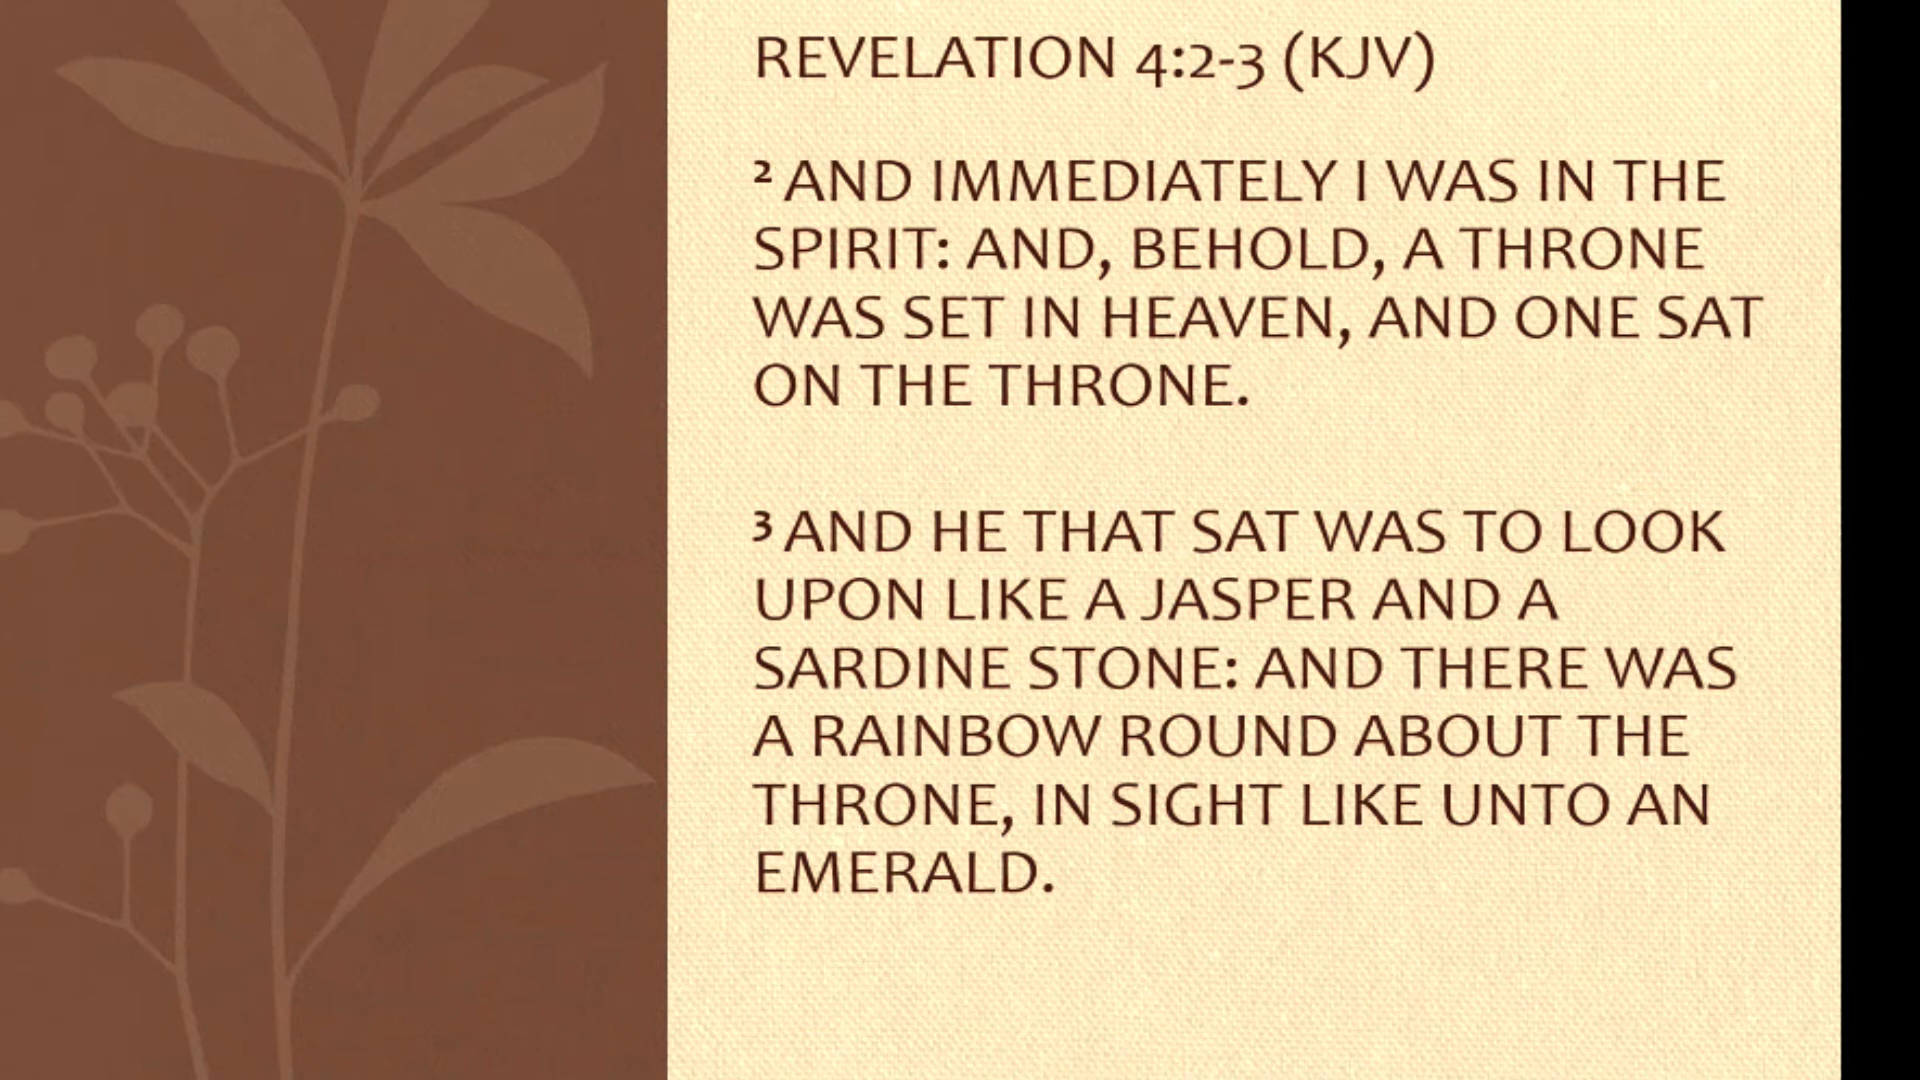 REVELATION 4:2-3 (KJV)
² AND IMMEDIATELY I WAS IN THE
SPIRIT: AND, BEHOLD, A THRONE
WAS SET IN HEAVEN, AND ONE SAT
ON THE THRONE.
³ AND HE THAT SAT WAS TO LOOK
UPON LIKE A JASPER AND A
SARDINE STONE: AND THERE WAS
A RAINBOW ROUND ABOUT THE
THRONE, IN SIGHT LIKE UNTO AN
EMERALD.